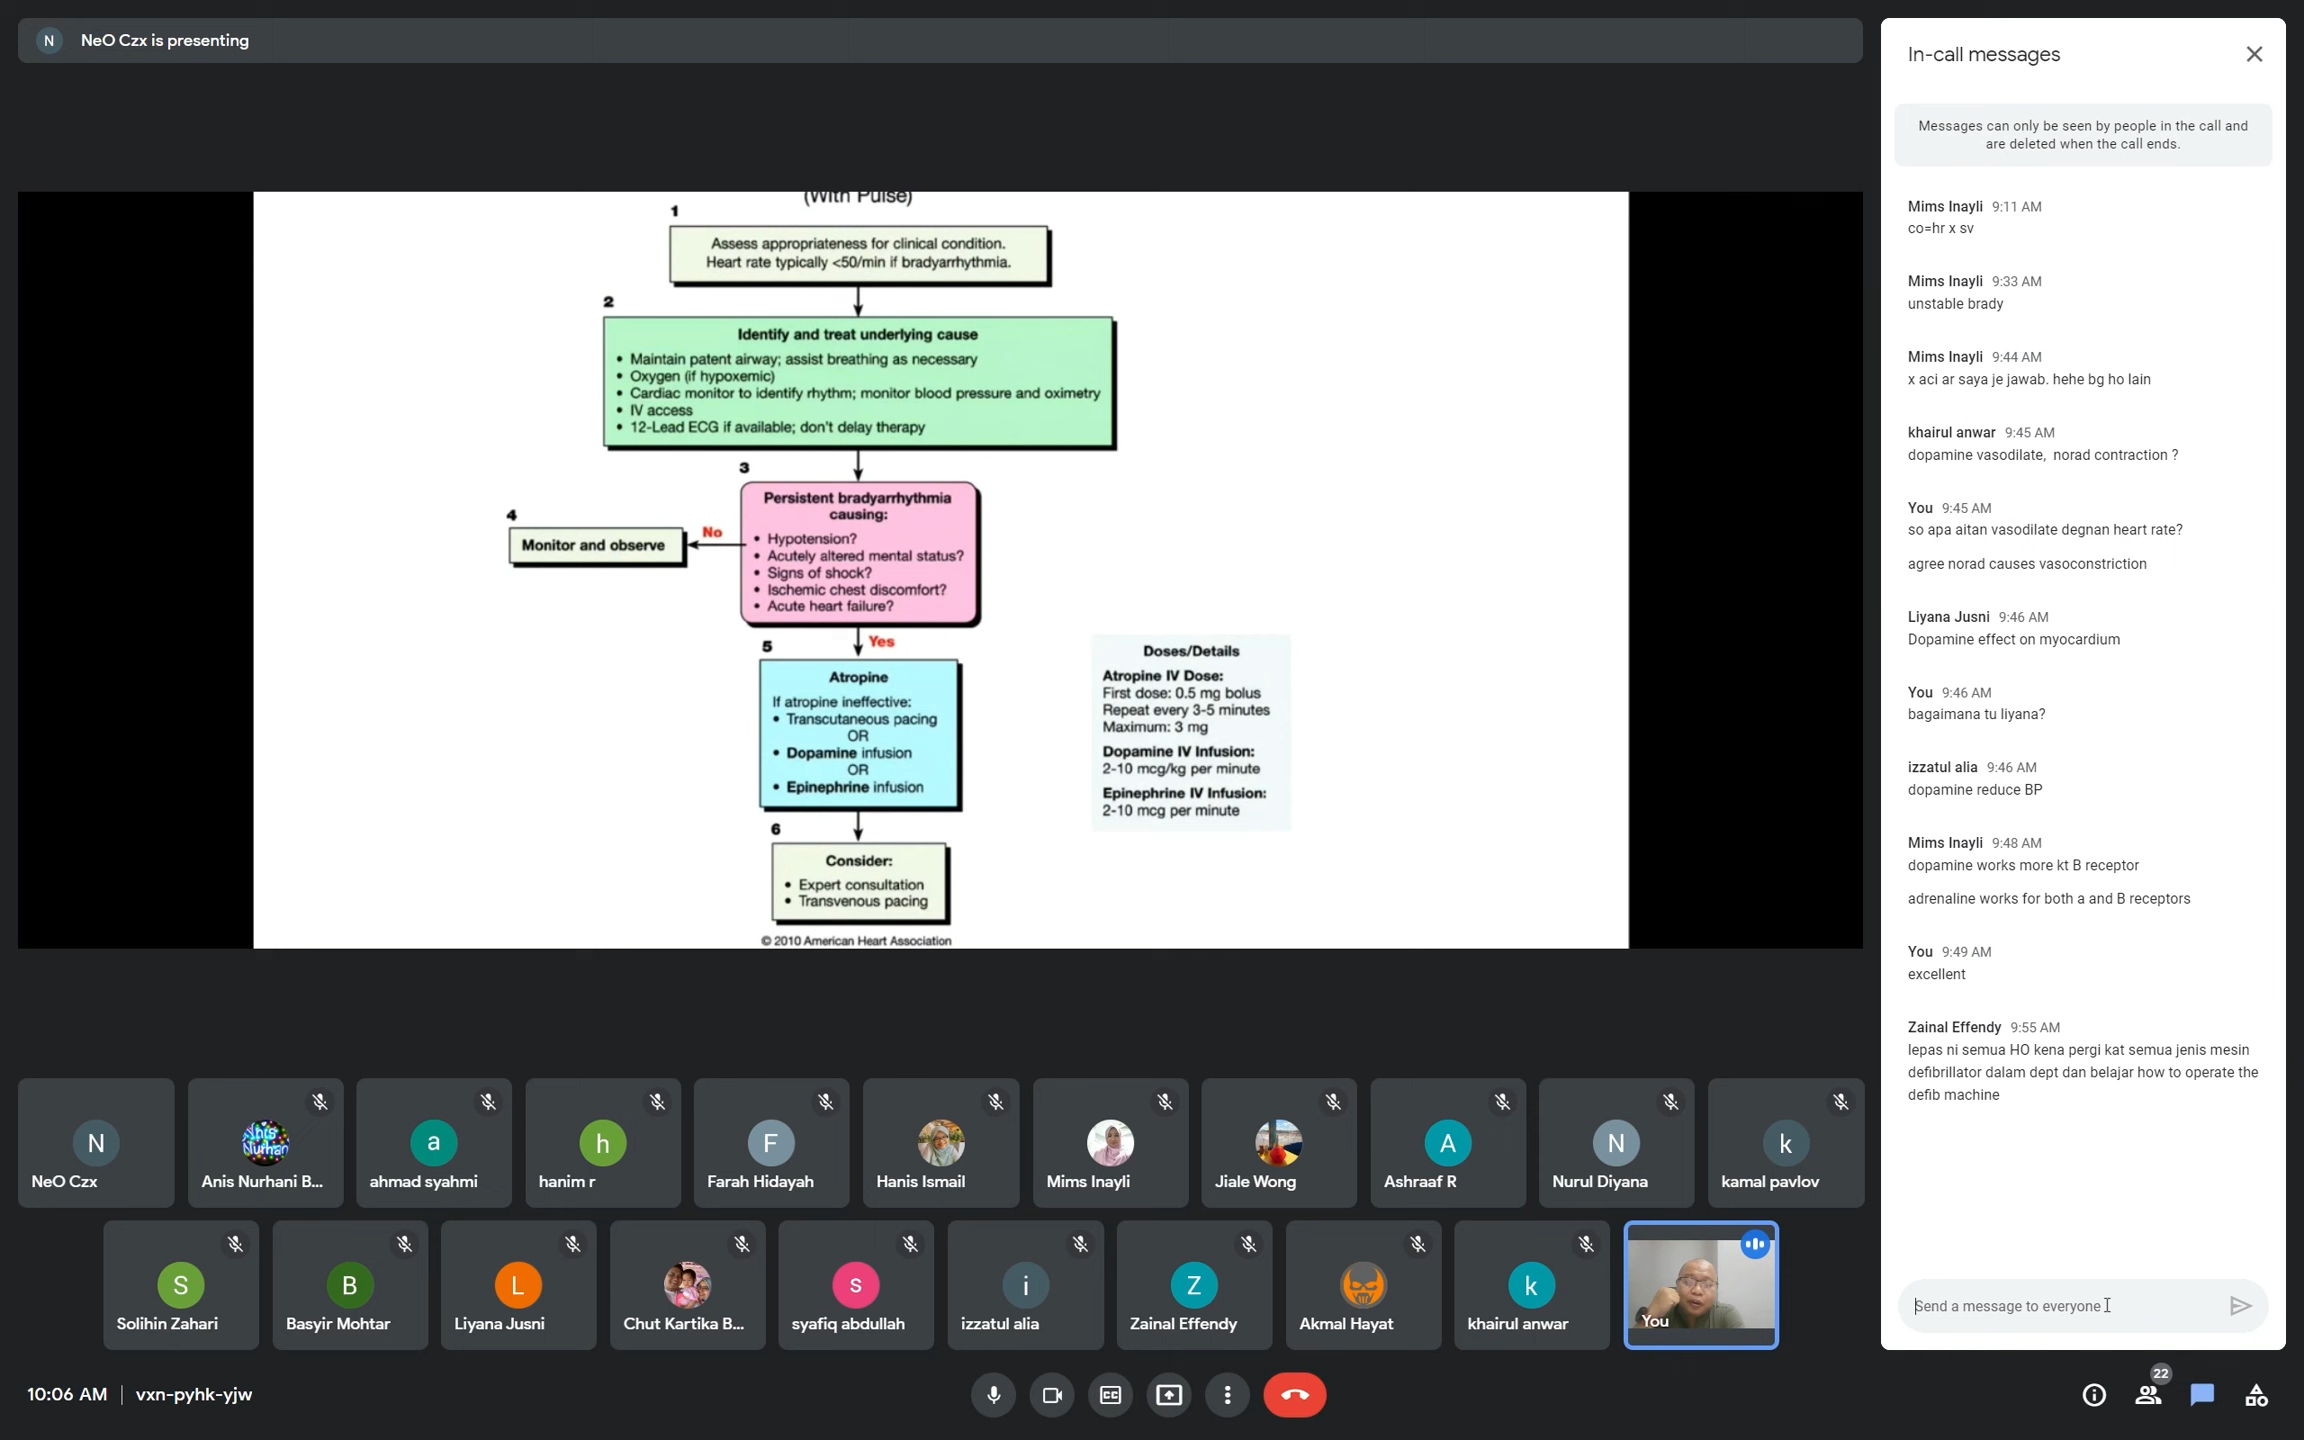 N NeO Czx is presenting
(With Pulse)
1
Assess appropriateness for clinical condition.
Heart rate typically <50/min if bradyarrhythmia.
2
Identify and treat underlying cause
• Maintain patent airway; assist breathing as necessary
• Oxygen (if hypoxemic)
• Cardiac monitor to identify rhythm; monitor blood pressure and oximetry
• IV access
• 12-Lead ECG if available; don't delay therapy
3
Persistent bradyarrhythmia
causing:
• Hypotension?
• Acutely altered mental status?
• Signs of shock?
• Ischemic chest discomfort?
• Acute heart failure?
4
No
Monitor and observe
Yes
5
Atropine
If atropine ineffective:
• Transcutaneous pacing
OR
• Dopamine infusion
OR
• Epinephrine infusion
Doses/Details
Atropine IV Dose:
First dose: 0.5 mg bolus
Repeat every 3-5 minutes
Maximum: 3 mg
Dopamine IV Infusion:
2-10 mcg/kg per minute
Epinephrine IV Infusion:
2-10 mcg per minute
6
Consider:
• Expert consultation
• Transvenous pacing
© 2010 American Heart Association
N
NeO Czx
Anis Nurhani B...
a
ahmad syahmi
h
hanim r
F
Farah Hidayah
Hanis Ismail
Mims Inayli
Jiale Wong
A
Ashraaf R
N
Nurul Diyana
k
kamal pavlov
S
Solihin Zahari
B
Basyir Mohtar
L
Liyana Jusni
Chut Kartika B...
s
syafiq abdullah
i
izzatul alia
Z
Zainal Effendy
Akmal Hayat
k
khairul anwar
You
10:06 AM | vxn-pyhk-yjw
CC
22
In-call messages
Messages can only be seen by people in the call and
are deleted when the call ends.
Mims Inayli 9:11 AM
co=hr x sv
Mims Inayli 9:33 AM
unstable brady
Mims Inayli 9:44 AM
x aci ar saya je jawab. hehe bg ho lain
khairul anwar 9:45 AM
dopamine vasodilate, norad contraction ?
You 9:45 AM
so apa aitan vasodilate degnan heart rate?
agree norad causes vasoconstriction
Liyana Jusni 9:46 AM
Dopamine effect on myocardium
You 9:46 AM
bagaimana tu liyana?
izzatul alia 9:46 AM
dopamine reduce BP
Mims Inayli 9:48 AM
dopamine works more kt B receptor
adrenaline works for both a and B receptors
You 9:49 AM
excellent
Zainal Effendy 9:55 AM
lepas ni semua HO kena pergi kat semua jenis mesin
defibrillator dalam dept dan belajar how to operate the
defib machine
Send a message to everyone